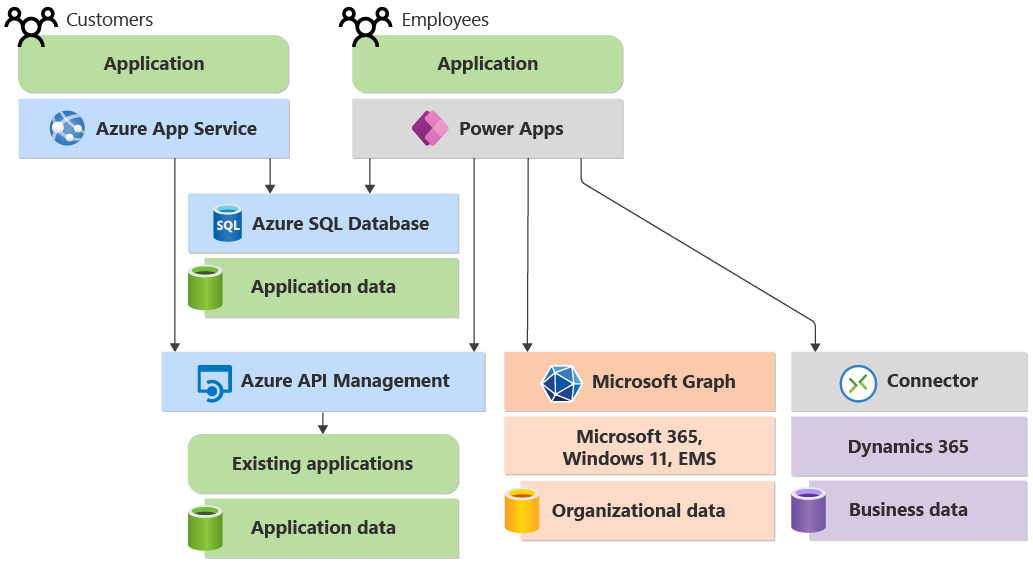 Customers
Employees
Application
Application
Azure App Service
Power Apps
SQL
Azure SQL Database
Application data
Azure API Management
Microsoft Graph
Connector
Existing applications
Microsoft 365,
Windows 11, EMS
Dynamics 365
Application data
Organizational data
Business data